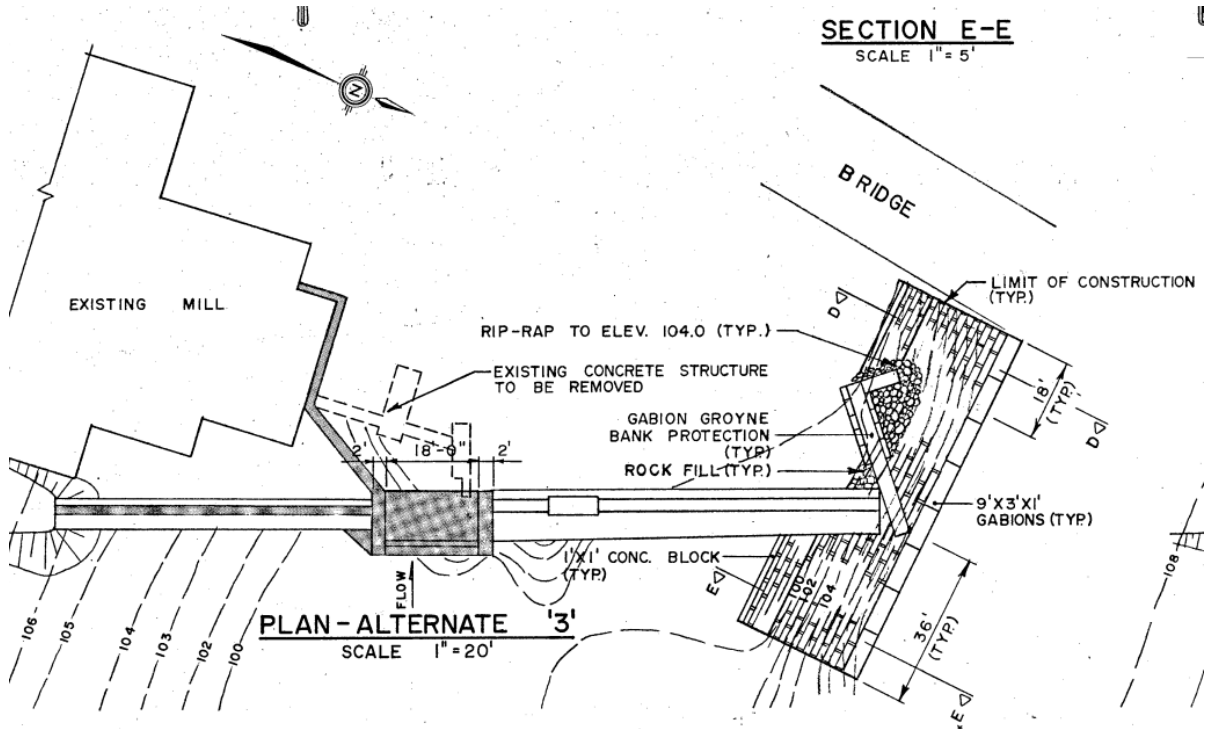 SECTION E-E
SCALE 1"= 5'
N
BRIDGE
LIMIT OF CONSTRUCTION
(TYP.)
D
RIP-RAP TO ELEV. 104.0 (TYP.)
EXISTING MILL
EXISTING CONCRETE STRUCTURE
TO BE REMOVED
18'
(TYP.)
D
GABION GROYNE
BANK PROTECTION
(TYP.)
2'
18'-0"
2'
ROCK FILL (TYP.)
9'X3'X1'
GABIONS (TYP.)
1'X1' CONC. BLOCK
(TYP.)
E
100
102
104
FLOW
108
36'
(TYP.)
106
105
104
103
102
100
PLAN-ALTERNATE '3'
SCALE 1"=20'
E